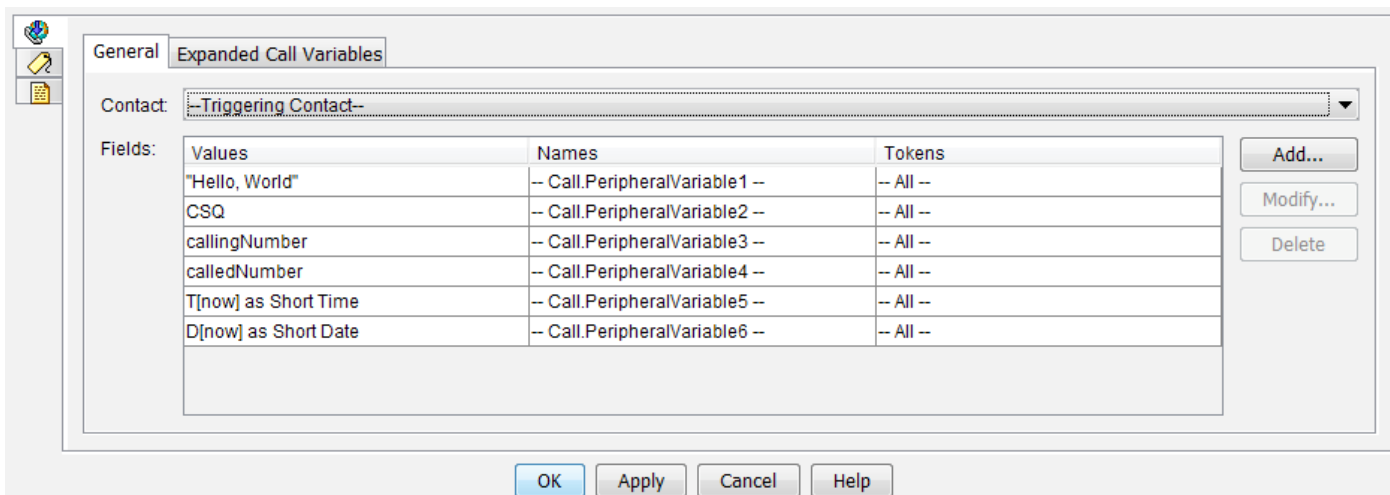 General Expanded Call Variables
Contact: --Triggering Contact--
Fields: Values Names Tokens Add...
"Hello, World" -- Call.PeripheralVariable1 -- -- All --
Modify...
CSQ -- Call.PeripheralVariable2 -- -- All --
callingNumber -- Call.PeripheralVariable3 -- -- All -- Delete
calledNumber -- Call.PeripheralVariable4 -- -- All --
T[now] as Short Time -- Call.PeripheralVariable5 -- -- All --
D[now] as Short Date -- Call.PeripheralVariable6 -- -- All --
OK Apply Cancel Help